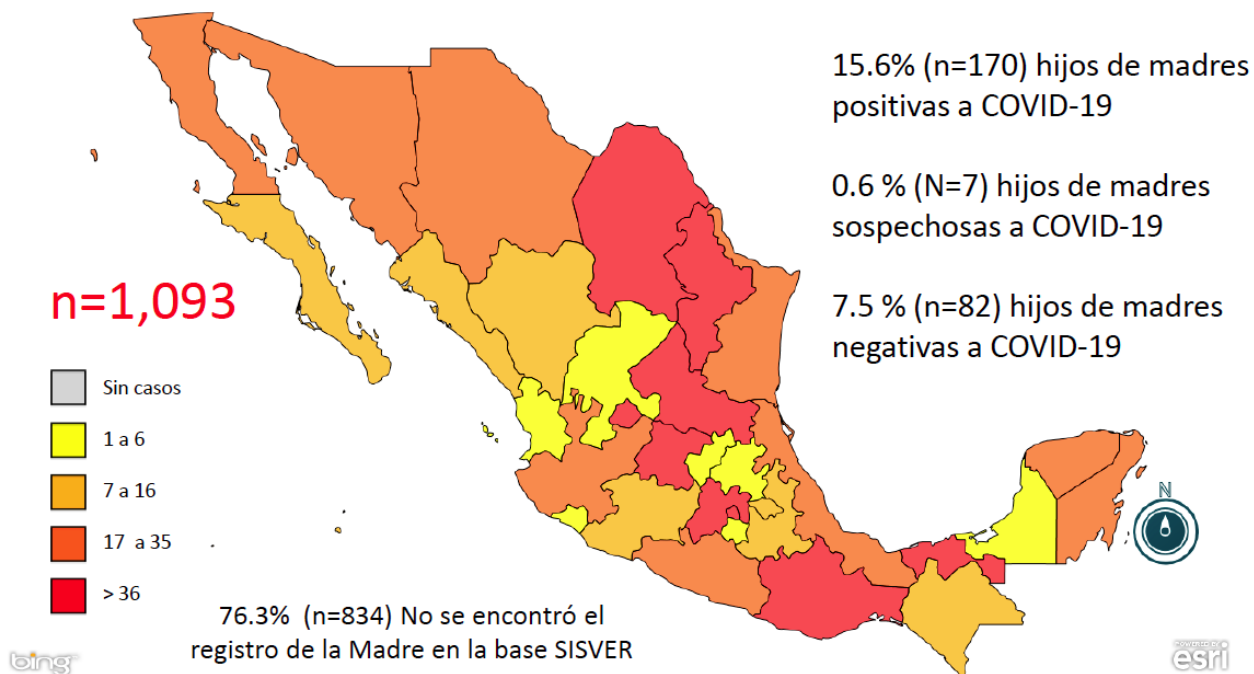 15.6% (n=170) hijos de madres
positivas a COVID-19
0.6 % (N=7) hijos de madres
sospechosas a COVID-19
n=1,093
7.5 % (n=82) hijos de madres
negativas a COVID-19
Sin casos
1 a 6
7 a 16
17 a 35
> 36
N
76.3% (n=834) No se encontró el
registro de la Madre en la base SISVER
bing
POWERED BY
esri